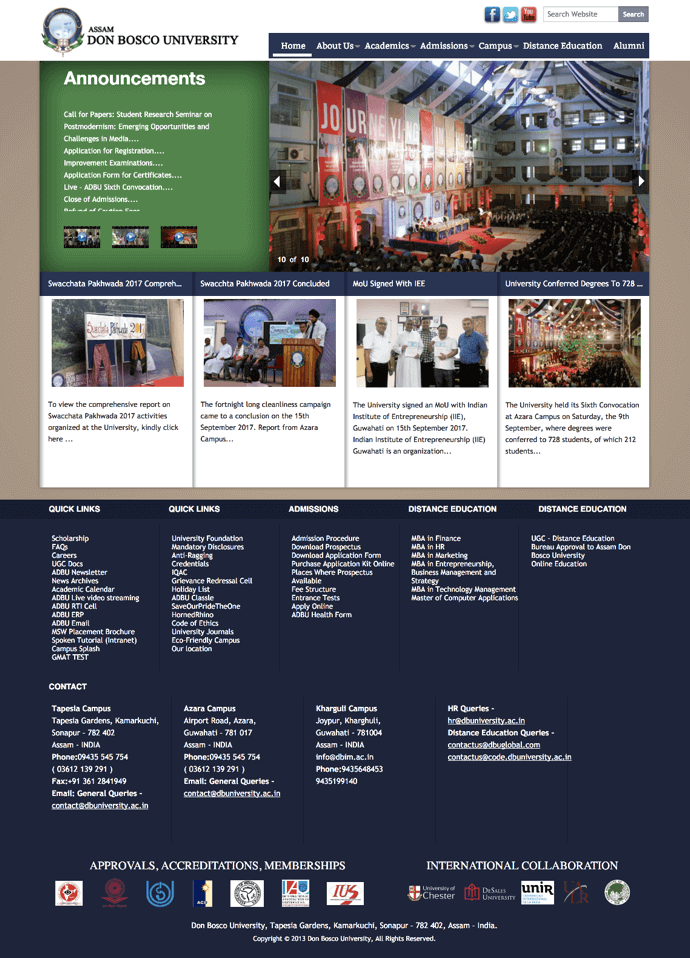 ASSAM
DON BOSCO UNIVERSITY
You
Tube
Search Website
Search
Home
About Us
Academics
Admissions
Campus
Distance Education
Alumni
Announcements
Call for Papers: Student Research Seminar on
Postmodernism: Emerging Opportunities and
Challenges in Media....
Application for Registration....
Improvement Examinations....
Application Form for Certificates....
Live - ADBU Sixth Convocation....
Close of Admissions....
JOURNEYING
10 of 10
Swacchata Pakhwada 2017 Compreh...
Swacchta Pakhwada 2017 Concluded
MoU Signed With IEE
University Conferred Degrees To 728 ...
To view the comprehensive report on
Swacchata Pakhwada 2017 activities
organized at the University, kindly click
here ...
The fortnight long cleanliness campaign
came to a conclusion on the 15th
September 2017. Report from Azara
Campus...
The University signed an MoU with Indian
Institute of Entrepreneurship (IIE),
Guwahati on 15th September 2017.
Indian Institute of Entrepreneurship (IIE)
Guwahati is an organization...
The University held its Sixth Convocation
at Azara Campus on Saturday, the 9th
September, where degrees were
conferred to 728 students, of which 212
students...
QUICK LINKS
Scholarship
FAQs
Careers
UGC Docs
ADBU Newsletter
News Archives
Academic Calendar
ADBU Live video streaming
ADBU RTI Cell
ADBU ERP
ADBU Email
MSW Placement Brochure
Spoken Tutorial (Intranet)
Campus Splash
GMAT TEST
QUICK LINKS
University Foundation
Mandatory Disclosures
Anti-Ragging
Credentials
IQAC
Grievance Redressal Cell
Holiday List
ADBU Classie
SaveOurPrideTheOne
HornedRhino
Code of Ethics
University Journals
Eco-Friendly Campus
Our location
ADMISSIONS
Admission Procedure
Download Prospectus
Download Application Form
Purchase Application Kit Online
Places Where Prospectus
Available
Fee Structure
Entrance Tests
Apply Online
ADBU Health Form
DISTANCE EDUCATION
MBA in Finance
MBA in HR
MBA in Marketing
MBA in Entrepreneurship,
Business Management and
Strategy
MBA in Technology Management
Master of Computer Applications
DISTANCE EDUCATION
UGC - Distance Education
Bureau Approval to Assam Don
Bosco University
Online Education
CONTACT
Tapesia Campus
Tapesia Gardens, Kamarkuchi,
Sonapur - 782 402
Assam - INDIA
Phone:09435 545 754
( 03612 139 291 )
Fax:+91 361 2841949
Email: General Queries -
contact@dbuniversity.ac.in
Azara Campus
Airport Road, Azara,
Guwahati - 781 017
Assam - INDIA
Phone:09435 545 754
( 03612 139 291 )
Email: General Queries -
contact@dbuniversity.ac.in
Kharguli Campus
Joypur, Kharghuli,
Guwahati - 781004
Assam - INDIA
info@dbim.ac.in
Phone:9435648453
9435199140
HR Queries -
hr@dbuniversity.ac.in
Distance Education Queries -
contactus@dbuglobal.com
contactus@code.dbuniversity.ac.in
APPROVALS, ACCREDITATIONS, MEMBERSHIPS
IUS
INTERNATIONAL COLLABORATION
University of
Chester
DESALES
UNIVERSITY
unir
Don Bosco University, Tapesia Gardens, Kamarkuchi, Sonapur - 782 402, Assam - india.
Copyright © 2013 Don Bosco University, All Rights Reserved.